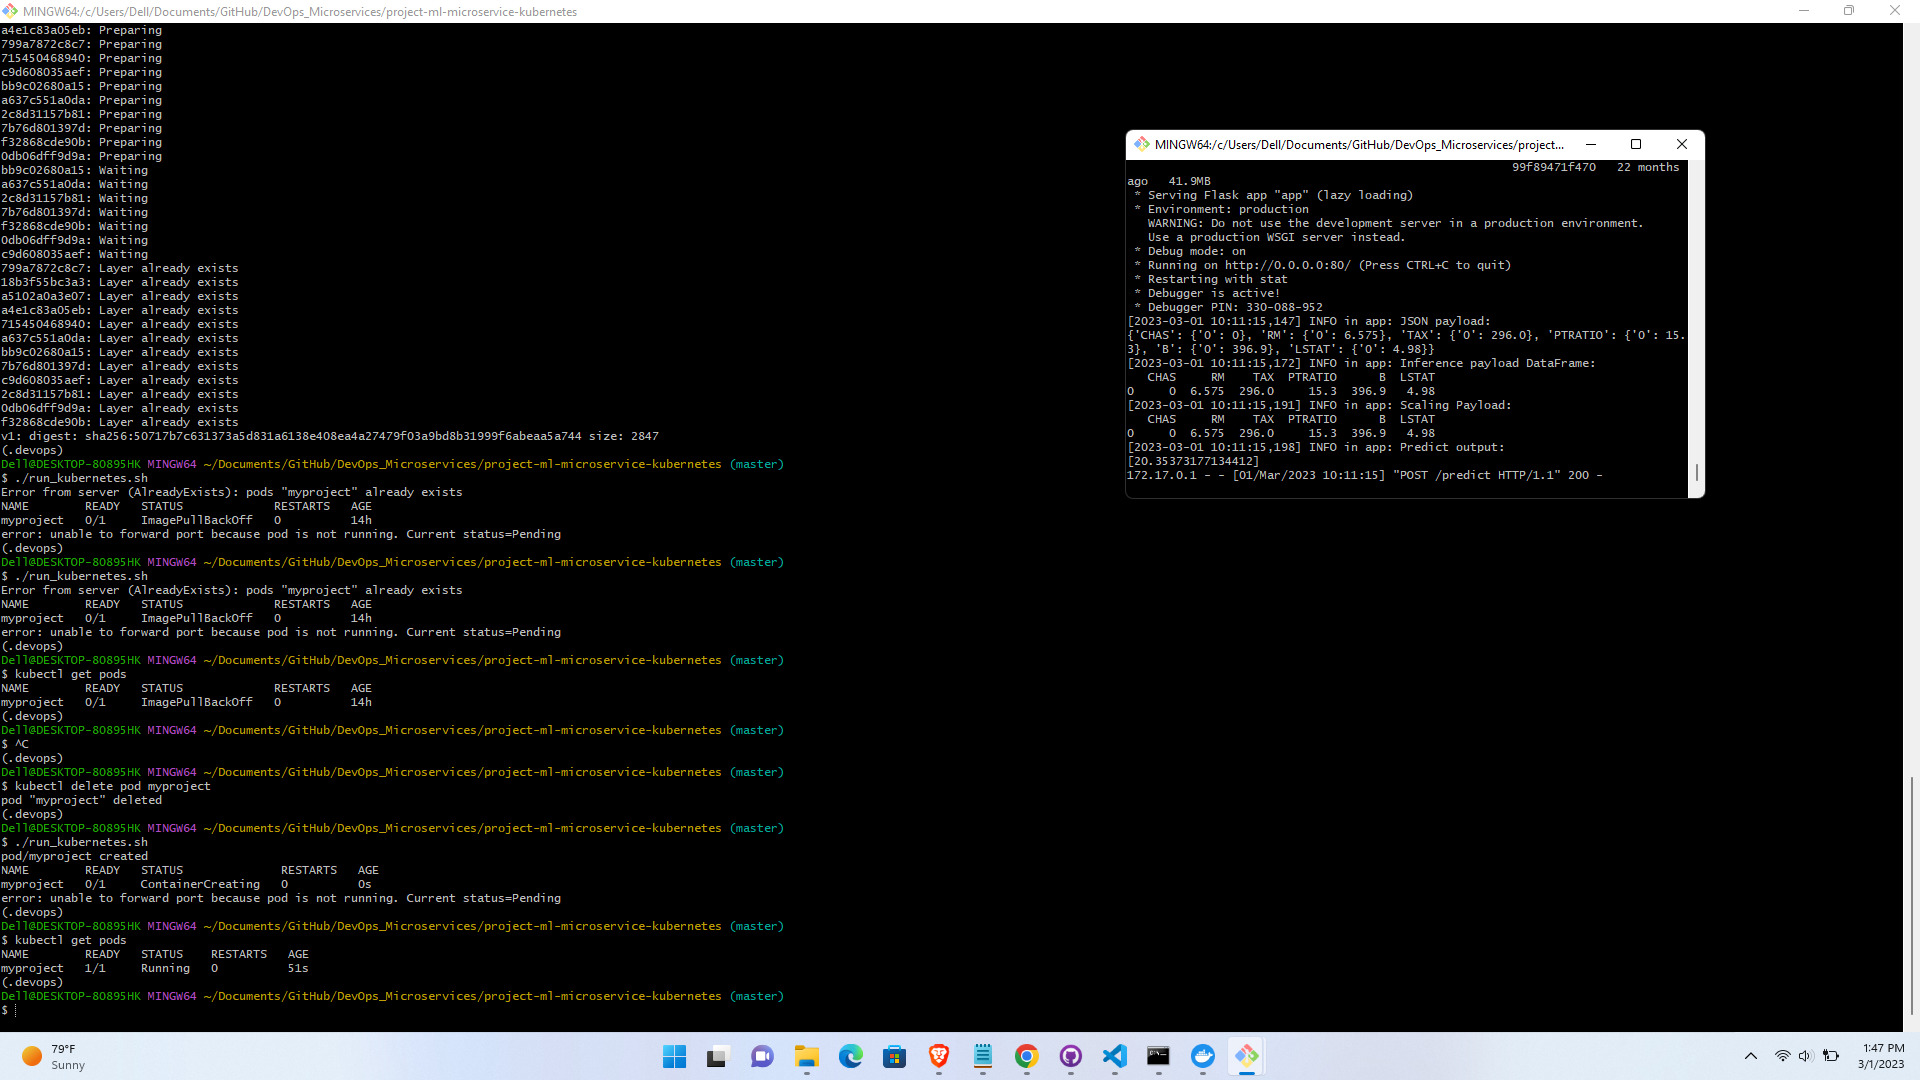 MINGW64:/c/Users/Dell/Documents/GitHub/DevOps_Microservices/project-ml-microservice-kubernetes
a4e1c83a05eb: Preparing
799a7872c8c7: Preparing
715450468940: Preparing
c9d608035aef: Preparing
bb9c02680a15: Preparing
a637c551a0da: Preparing
2c8d31157b81: Preparing
7b76d801397d: Preparing
f32868cde90b: Preparing
0db06dff9d9a: Preparing
bb9c02680a15: Waiting
a637c551a0da: Waiting
2c8d31157b81: Waiting
7b76d801397d: Waiting
f32868cde90b: Waiting
0db06dff9d9a: Waiting
c9d608035aef: Waiting
799a7872c8c7: Layer already exists
18b3f55bc3a3: Layer already exists
a5102a0a3e07: Layer already exists
a4e1c83a05eb: Layer already exists
715450468940: Layer already exists
a637c551a0da: Layer already exists
bb9c02680a15: Layer already exists
7b76d801397d: Layer already exists
c9d608035aef: Layer already exists
2c8d31157b81: Layer already exists
0db06dff9d9a: Layer already exists
f32868cde90b: Layer already exists
v1: digest: sha256:50717b7c631373a5d831a6138e408ea4a27479f03a9bd8b31999f6abeaa5a744 size: 2847
(.devops)
Dell@DESKTOP-8O895HK MINGW64 ~/Documents/GitHub/DevOps_Microservices/project-ml-microservice-kubernetes (master)
$ ./run_kubernetes.sh
Error from server (AlreadyExists): pods "myproject" already exists
NAME READY STATUS RESTARTS AGE
myproject 0/1 ImagePullBackOff 0 14h
error: unable to forward port because pod is not running. Current status=Pending
(.devops)
Dell@DESKTOP-8O895HK MINGW64 ~/Documents/GitHub/DevOps_Microservices/project-ml-microservice-kubernetes (master)
$ ./run_kubernetes.sh
Error from server (AlreadyExists): pods "myproject" already exists
NAME READY STATUS RESTARTS AGE
myproject 0/1 ImagePullBackOff 0 14h
error: unable to forward port because pod is not running. Current status=Pending
(.devops)
Dell@DESKTOP-8O895HK MINGW64 ~/Documents/GitHub/DevOps_Microservices/project-ml-microservice-kubernetes (master)
$ kubectl get pods
NAME READY STATUS RESTARTS AGE
myproject 0/1 ImagePullBackOff 0 14h
(.devops)
Dell@DESKTOP-8O895HK MINGW64 ~/Documents/GitHub/DevOps_Microservices/project-ml-microservice-kubernetes (master)
$ ^C
(.devops)
Dell@DESKTOP-8O895HK MINGW64 ~/Documents/GitHub/DevOps_Microservices/project-ml-microservice-kubernetes (master)
$ kubectl delete pod myproject
pod "myproject" deleted
(.devops)
Dell@DESKTOP-8O895HK MINGW64 ~/Documents/GitHub/DevOps_Microservices/project-ml-microservice-kubernetes (master)
$ ./run_kubernetes.sh
pod/myproject created
NAME READY STATUS RESTARTS AGE
myproject 0/1 ContainerCreating 0 0s
error: unable to forward port because pod is not running. Current status=Pending
(.devops)
Dell@DESKTOP-8O895HK MINGW64 ~/Documents/GitHub/DevOps_Microservices/project-ml-microservice-kubernetes (master)
$ kubectl get pods
NAME READY STATUS RESTARTS AGE
myproject 1/1 Running 0 51s
(.devops)
Dell@DESKTOP-8O895HK MINGW64 ~/Documents/GitHub/DevOps_Microservices/project-ml-microservice-kubernetes (master)
$
MINGW64:/c/Users/Dell/Documents/GitHub/DevOps_Microservices/project...
99f89471f470 22 months
ago 41.9MB
* Serving Flask app "app" (lazy loading)
* Environment: production
WARNING: Do not use the development server in a production environment.
Use a production WSGI server instead.
* Debug mode: on
* Running on http://0.0.0.0:80/ (Press CTRL+C to quit)
* Restarting with stat
* Debugger is active!
* Debugger PIN: 330-088-952
[2023-03-01 10:11:15,147] INFO in app: JSON payload:
{'CHAS': {'0': 0}, 'RM': {'0': 6.575}, 'TAX': {'0': 296.0}, 'PTRATIO': {'0': 15.
3}, 'B': {'0': 396.9}, 'LSTAT': {'0': 4.98}}
[2023-03-01 10:11:15,172] INFO in app: Inference payload DataFrame:
CHAS RM TAX PTRATIO B LSTAT
0 0 6.575 296.0 15.3 396.9 4.98
[2023-03-01 10:11:15,191] INFO in app: Scaling Payload:
CHAS RM TAX PTRATIO B LSTAT
0 0 6.575 296.0 15.3 396.9 4.98
[2023-03-01 10:11:15,198] INFO in app: Predict output:
[20.35373177134412]
172.17.0.1 - - [01/Mar/2023 10:11:15] "POST /predict HTTP/1.1" 200 -
79°F
Sunny
1:47 PM
3/1/2023